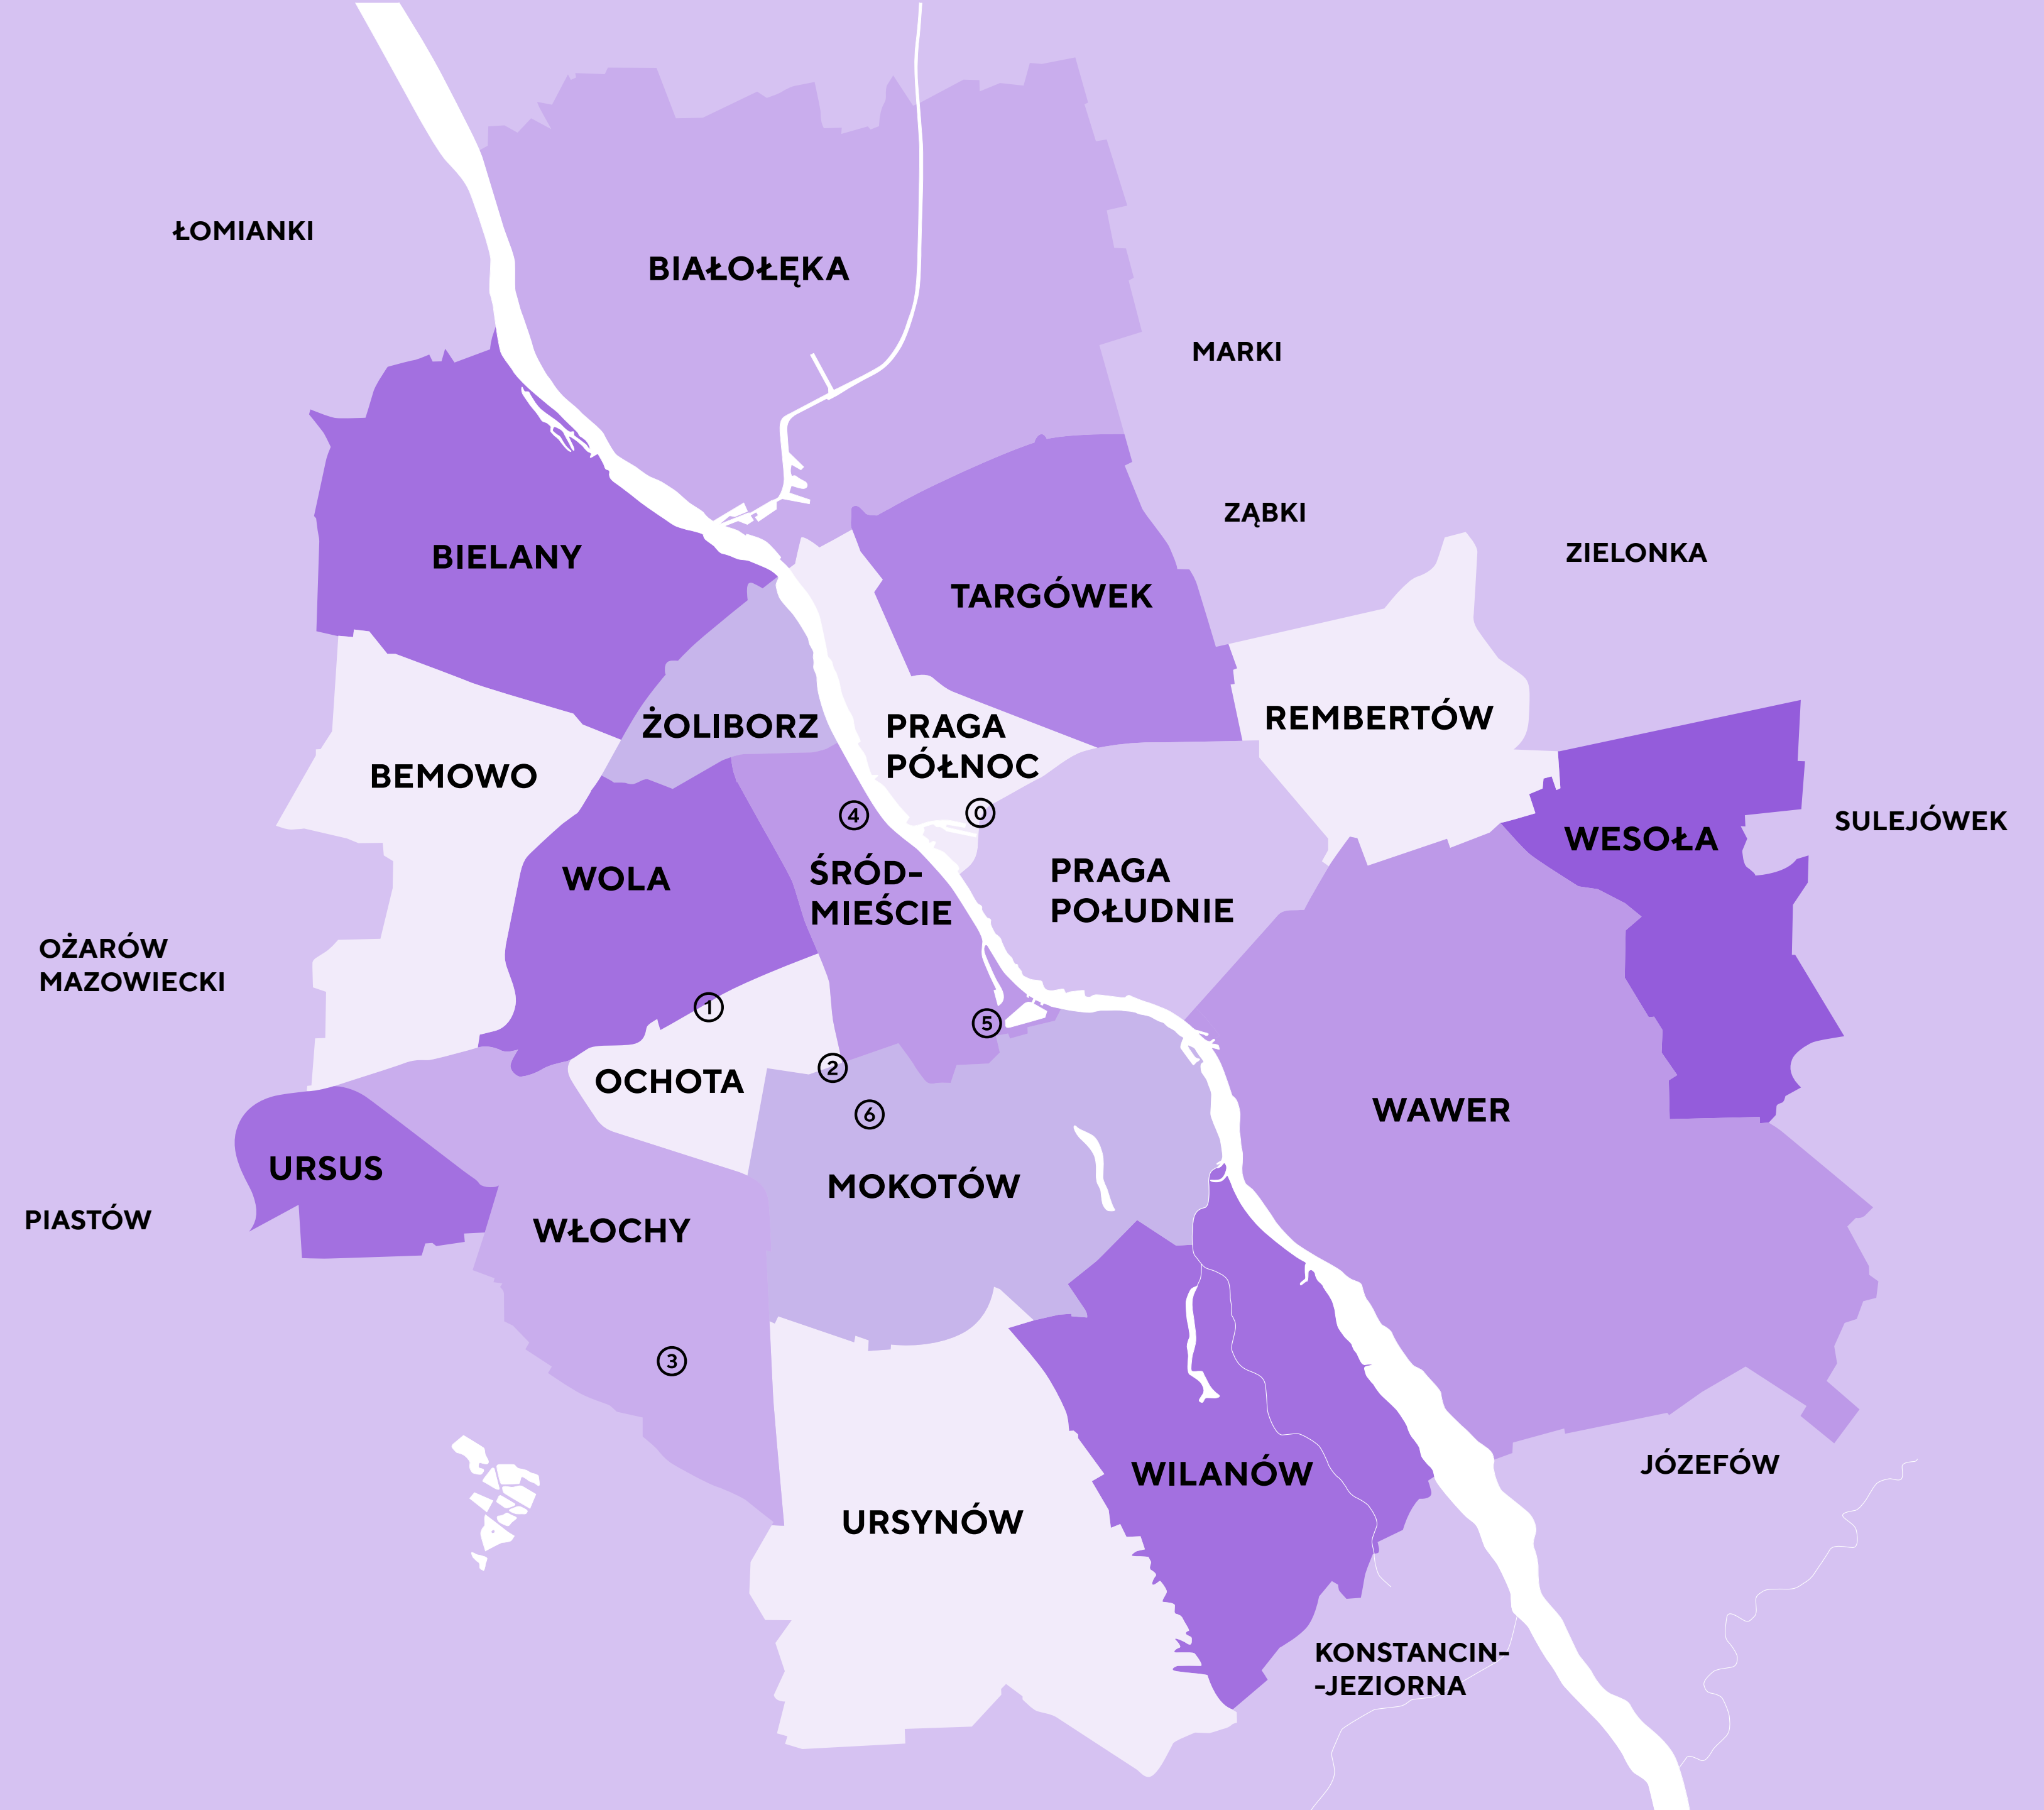 ŁOMIANKI
BIAŁOŁĘKA
MARKI
ZĄBKI
ZIELONKA
BIELANY
TARGÓWEK
REMBERTÓW
ŻOLIBORZ
PRAGA
PÓŁNOC
BEMOWO
4
0
SULEJÓWEK
WESOŁA
WOLA
ŚRÓD-
MIEŚCIE
PRAGA
POŁUDNIE
OŻARÓW
MAZOWIECKI
1
5
2
OCHOTA
6
WAWER
URSUS
MOKOTÓW
PIASTÓW
WŁOCHY
3
JÓZEFÓW
WILANÓW
URSYNÓW
KONSTANCIN-
-JEZIORNA